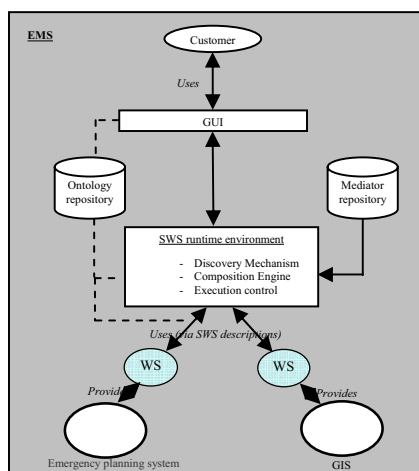 EMS
Customer
Uses
GUI
Ontology
repository
Mediator
repository
SWS runtime environment
- Discovery Mechanism
- Composition Engine
- Execution control
Uses (via SWS descriptions)
WS
WS
Provide
Provides
Emergency planning system
GIS